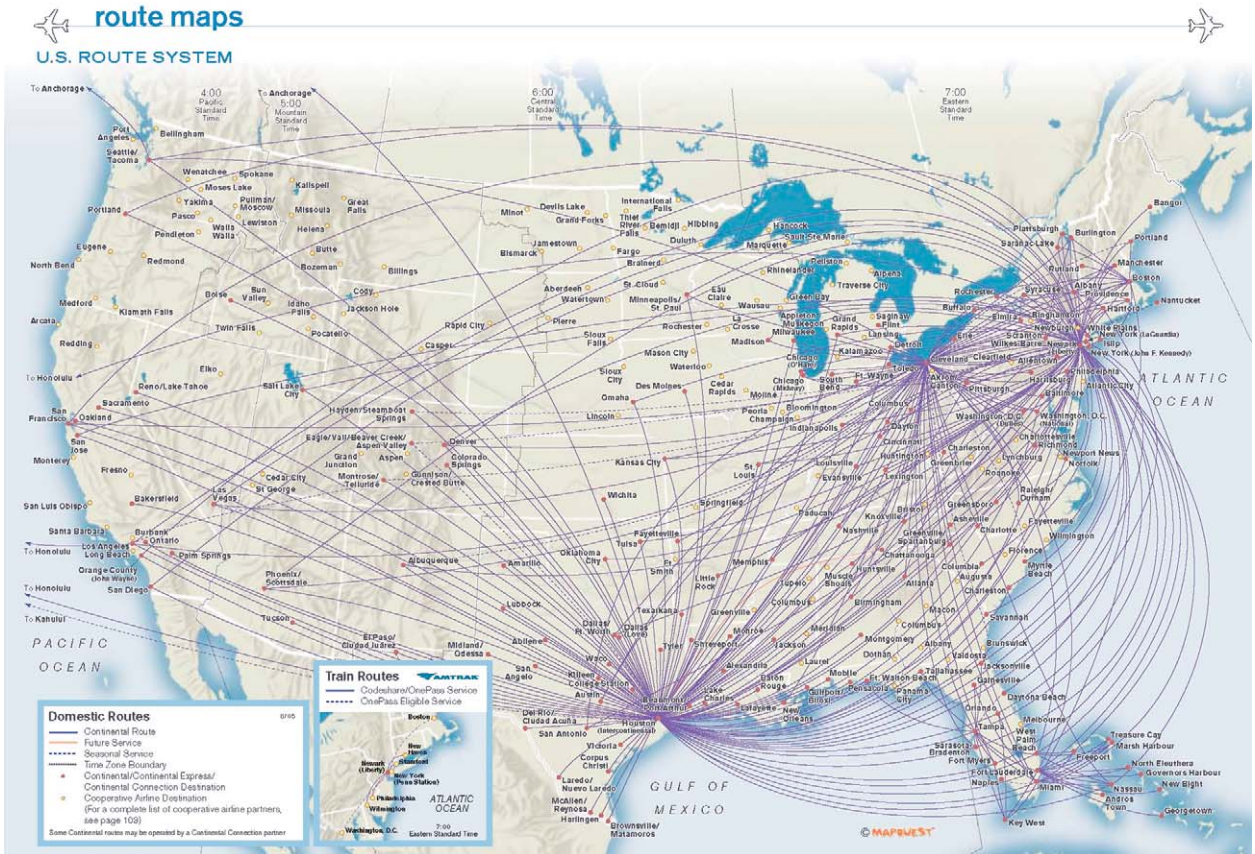 route maps
U.S. ROUTE SYSTEM
To Anchorage
To Anchorage
4:00
Pacific
Standard
Time
5:00
Mountain
Standard
Time
6:00
Central
Standard
Time
7:00
Eastern
Standard
Time
Port
Angeles
Bellingham
Seattle/
Tacoma
Wenatchee
Spokane
Moses Lake
Kalispell
Yakima
Pullman/
Moscow
Great
Falls
Portland
Pasco
Walla
Walla
Lewiston
Missoula
Helena
Pendleton
Butte
Eugene
Redmond
Bozeman
Billings
North Bend
Boise
Sun
Valley
Idaho
Falls
Cody
Jackson Hole
Medford
Klamath Falls
Twin Falls
Pocatello
Arcata
Redding
Elko
Casper
Rapid City
To Honolulu
Reno/Lake Tahoe
Salt Lake
City
Sacramento
San
Francisco
Oakland
San
Jose
Hayden/Steamboat
Springs
Eagle/Vail/Beaver Creek/
Aspen-Valley
Denver
Colorado
Springs
Grand
Junction
Aspen
Gunnison/
Crested Butte
Montrose/
Telluride
Monterey
Fresno
Cedar City
St George
Las
Vegas
San Luis Obispo
Bakersfield
Santa Barbara
Burbank
Ontario
Los Angeles
Long Beach
Palm Springs
To Honolulu
Orange County
(John Wayne)
San Diego
Phoenix/
Scottsdale
To Honolulu
To Kahului
Tucson
Albuquerque
Amarillo
Lubbock
El Paso/
Ciudad Juárez
Midland/
Odessa
Abilene
San
Angelo
PACIFIC
OCEAN
Minot
Devils Lake
Grand Forks
International
Falls
Thief
River
Falls
Bemidji
Hibbing
Duluth
Jamestown
Bismarck
Fargo
Brainerd
Aberdeen
Watertown
St. Cloud
Minneapolis/
St. Paul
Pierre
Rochester
Sioux
Falls
Mason City
Sioux
City
Waterloo
Des Moines
Omaha
Lincoln
Cedar
Rapids
Moline
Hancock
Marquette
Sault Ste Marie
Rhinelander
Pellston
Alpena
Eau
Claire
Wausau
Green Bay
Traverse City
La
Crosse
Appleton
Muskegon
Milwaukee
Madison
Grand
Rapids
Saginaw
Flint
Lansing
Kalamazoo
Detroit
Chicago
(O'Hare)
Chicago
(Midway)
South
Bend
Ft. Wayne
Toledo
Cleveland
Akron/
Canton
Erie
Peoria
Bloomington
Champaign
Indianapolis
Columbus
Dayton
Cincinnati
Pittsburgh
Clearfield
Plattsburgh
Saranac Lake
Burlington
Bangor
Portland
Rutland
Manchester
Boston
Rochester
Syracuse
Albany
Providence
Buffalo
Hartford
Nantucket
Elmira
Binghamton
Newburgh
White Plains
Scranton
Wilkes Barre
Newark
(Liberty)
New York (LaGuardia)
Islip
New York (John F. Kennedy)
Allentown
Harrisburg
Philadelphia
Atlantic City
Baltimore
Washington, D.C.
(Dulles)
Washington, D.C.
(National)
ATLANTIC
OCEAN
Kansas City
St.
Louis
Louisville
Evansville
Huntington
Charleston
Greenbrier
Lexington
Charlottesville
Richmond
Lynchburg
Newport News
Norfolk
Roanoke
Wichita
Springfield
Paducah
Knoxville
Bristol
Greensboro
Raleigh/
Durham
Asheville
Fayetteville
Charlotte
Wilmington
Nashville
Greenville
Spartanburg
Chattanooga
Florence
Fayetteville
Tulsa
Oklahoma
City
Ft
Smith
Memphis
Little
Rock
Tupelo
Muscle
Shoals
Huntsville
Columbus
Birmingham
Atlanta
Columbia
Augusta
Myrtle
Beach
Charleston
Savannah
Macon
Columbus
Texarkana
Greenville
Dallas/
Ft. Worth
Dallas
(Love)
Monroe
Shreveport
Jackson
Meridian
Montgomery
Albany
Brunswick
Dothan
Valdosta
Tyler
Waco
Killeen
College Station
Austin
Alexandria
Laurel
Mobile
Tallahassee
Jacksonville
Gainesville
Baton
Rouge
Gulfport/
Biloxi
Ft. Walton Beach
Pensacola
Panama
City
Daytona Beach
Beaumont
Port Arthur
Lake
Charles
Lafayette
New
Orleans
Houston
(Intercontinental)
Orlando
Melbourne
Tampa
Del Rio/
Ciudad Acuña
San Antonio
Victoria
Corpus
Christi
Laredo/
Nuevo Laredo
McAllen/
Reynosa
Harlingen
Brownsville/
Matamoros
GULF OF
MEXICO
Sarasota
Bradenton
West
Palm
Beach
Fort Myers
Fort Lauderdale
Naples
Miami
Key West
Treasure Cay
Marsh Harbour
Freeport
North Eleuthera
Governors Harbour
Nassau
New Bight
Andros
Town
Georgetown
© MAPQUEST
Domestic Routes
Continental Route
Future Service
Seasonal Service
Time Zone Boundary
Continental/Continental Express/
Continental Connection Destination
Cooperative Airline Destination
(For a complete list of cooperative airline partners,
see page 109)
Some Continental routes may be operated by a Continental Connection partner
Train Routes
AMTRAK
Codeshare/OnePass Service
OnePass Eligible Service
Boston
New
Haven
Stamford
Newark
(Liberty)
New York
(Penn Station)
Philadelphia
Wilmington
Washington, D.C.
ATLANTIC
OCEAN
7:00
Eastern Standard Time